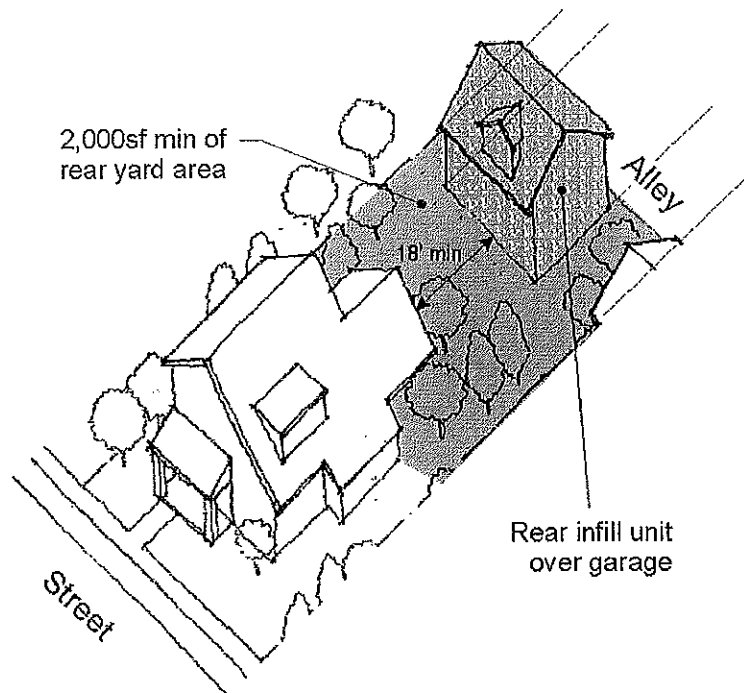 2,000sf min of
rear yard area
Alley
18' min
Rear infill unit
over garage
Street